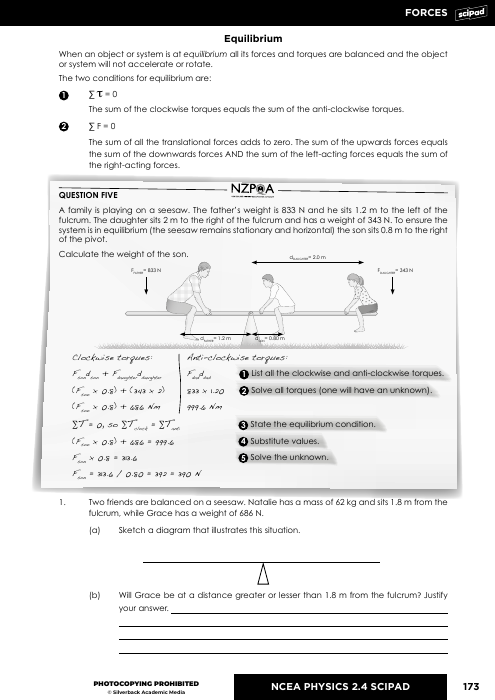 FORCES scipad
Equilibrium
When an object or system is at equilibrium all its forces and torques are balanced and the object
or system will not accelerate or rotate.
The two conditions for equilibrium are:
1 ∑ τ = 0
The sum of the clockwise torques equals the sum of the anti-clockwise torques.
2 ∑ F = 0
The sum of all the translational forces adds to zero. The sum of the upwards forces equals
the sum of the downwards forces AND the sum of the left-acting forces equals the sum of
the right-acting forces.
NZPQA
QUESTION FIVE
A family is playing on a seesaw. The father's weight is 833 N and he sits 1.2 m to the left of the
fulcrum. The daughter sits 2 m to the right of the fulcrum and has a weight of 343 N. To ensure the
system is in equilibrium (the seesaw remains stationary and horizontal) the son sits 0.8 m to the right
of the pivot.
Calculate the weight of the son.
= 2.0 m
= 833 N
= 343 N
= 1.2 m
= 0.80 m
Clockwise torques: Anti-clockwise torques:
F son d son + F daughter d daughter F dad d dad 1 List all the clockwise and anti-clockwise torques.
(F son × 0.8) + (343 × 2) 833 × 1.20 2 Solve all torques (one will have an unknown).
(F son × 0.8) + 686 Nm 999.6 Nm
∑T = 0, so ∑T clock = ∑T anti 3 State the equilibrium condition.
(F son × 0.8) + 686 = 999.6 4 Substitute values.
F son × 0.8 = 313.6 5 Solve the unknown.
F son = 313.6 / 0.80 = 392 = 390 N
1. Two friends are balanced on a seesaw. Natalie has a mass of 62 kg and sits 1.8 m from the
fulcrum, while Grace has a weight of 686 N.
(a) Sketch a diagram that illustrates this situation.
(b) Will Grace be at a distance greater or lesser than 1.8 m from the fulcrum? Justify
your answer.
PHOTOCOPYING PROHIBITED
© Silverback Academic Media
NCEA PHYSICS 2.4 SCIPAD 173